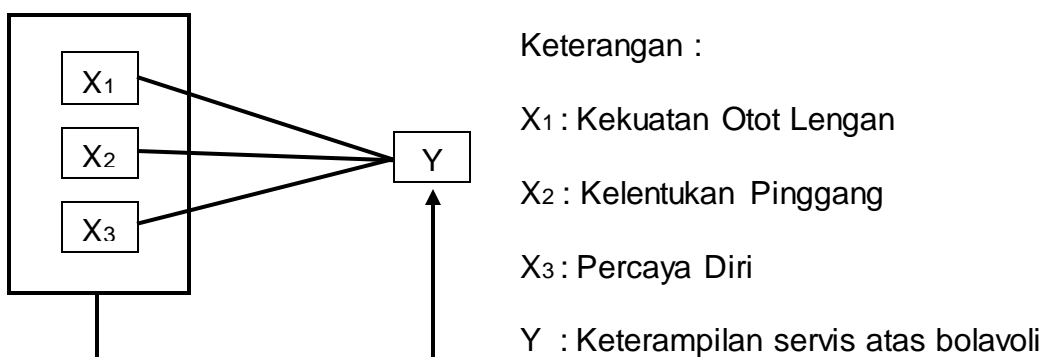 Keterangan :
X1
X1 : Kekuatan Otot Lengan
X2
Y
X2 : Kelentukan Pinggang
X3
X3 : Percaya Diri
Y : Keterampilan servis atas bolavoli